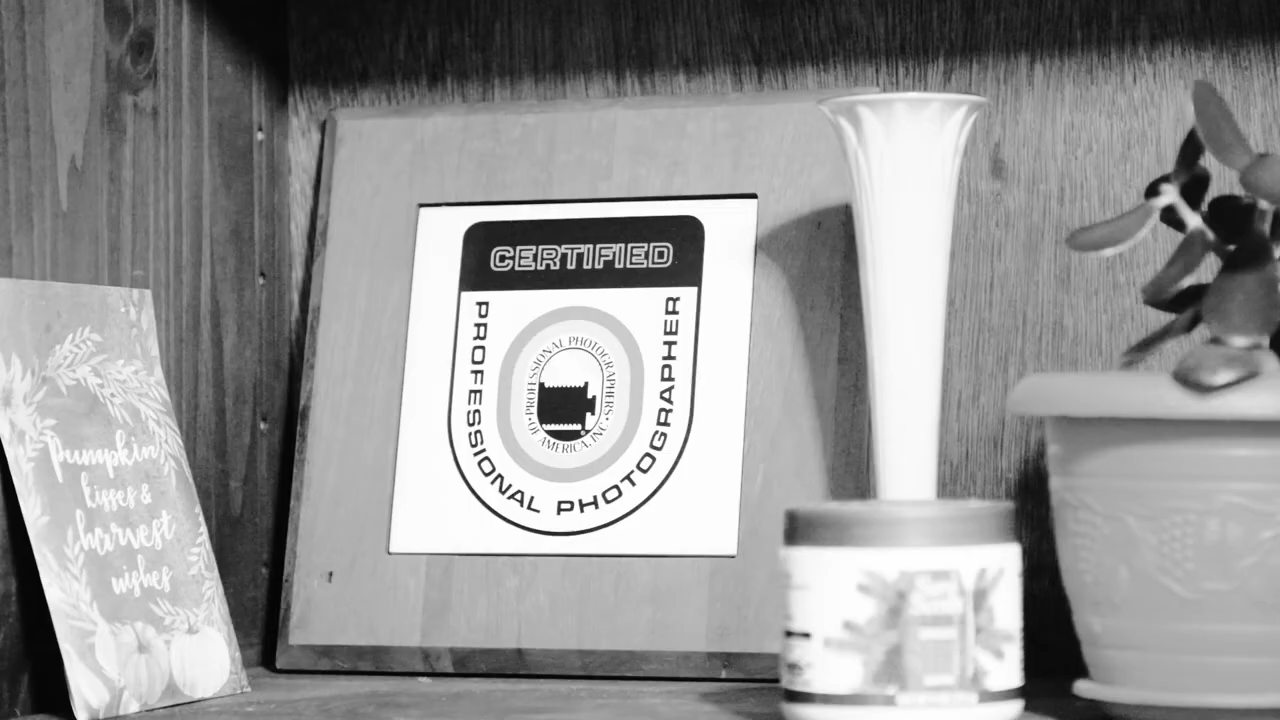 pumpkin
kisses &
harvest
wishes
CERTIFIED
PROFESSIONAL PHOTOGRAPHER
PROFESSIONAL PHOTOGRAPHERS
• OF AMERICA, INC •